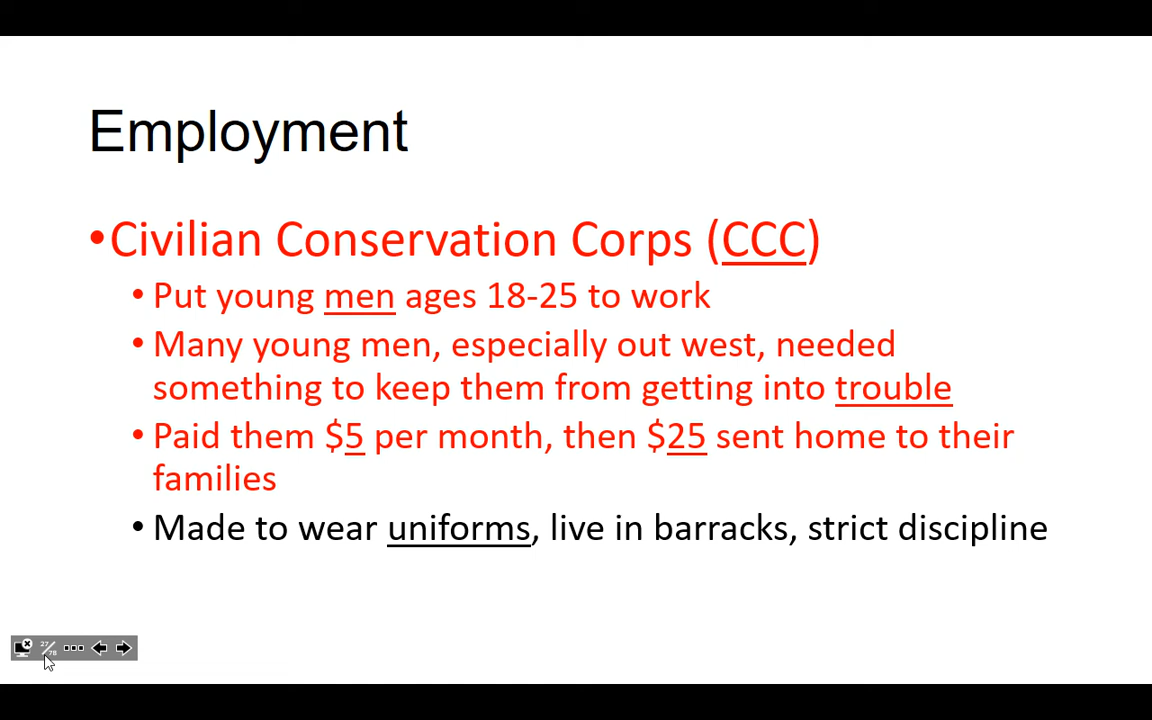 Employment
•Civilian Conservation Corps (CCC)
• Put young men ages 18-25 to work
• Many young men, especially out west, needed
something to keep them from getting into trouble
• Paid them $5 per month, then $25 sent home to their
families
• Made to wear uniforms, live in barracks, strict discipline
27/78